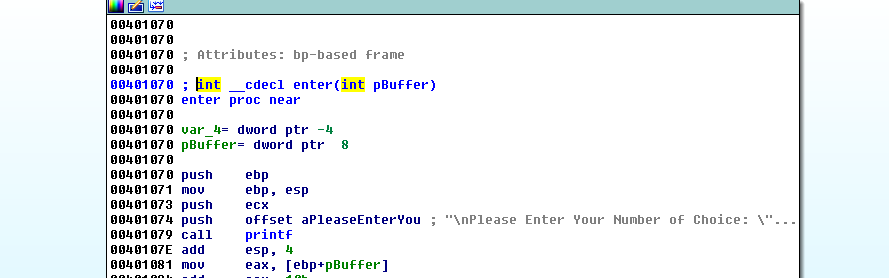 00401070
00401070
00401070 ; Attributes: bp-based frame
00401070
00401070 ; int __cdecl enter(int pBuffer)
00401070 enter proc near
00401070
00401070 var_4= dword ptr -4
00401070 pBuffer= dword ptr  8
00401070
00401070 push    ebp
00401071 mov     ebp, esp
00401073 push    ecx
00401074 push    offset aPleaseEnterYou ; "\nPlease Enter Your Number of Choice: \"...
00401079 call    printf
0040107E add     esp, 4
00401081 mov     eax, [ebp+pBuffer]